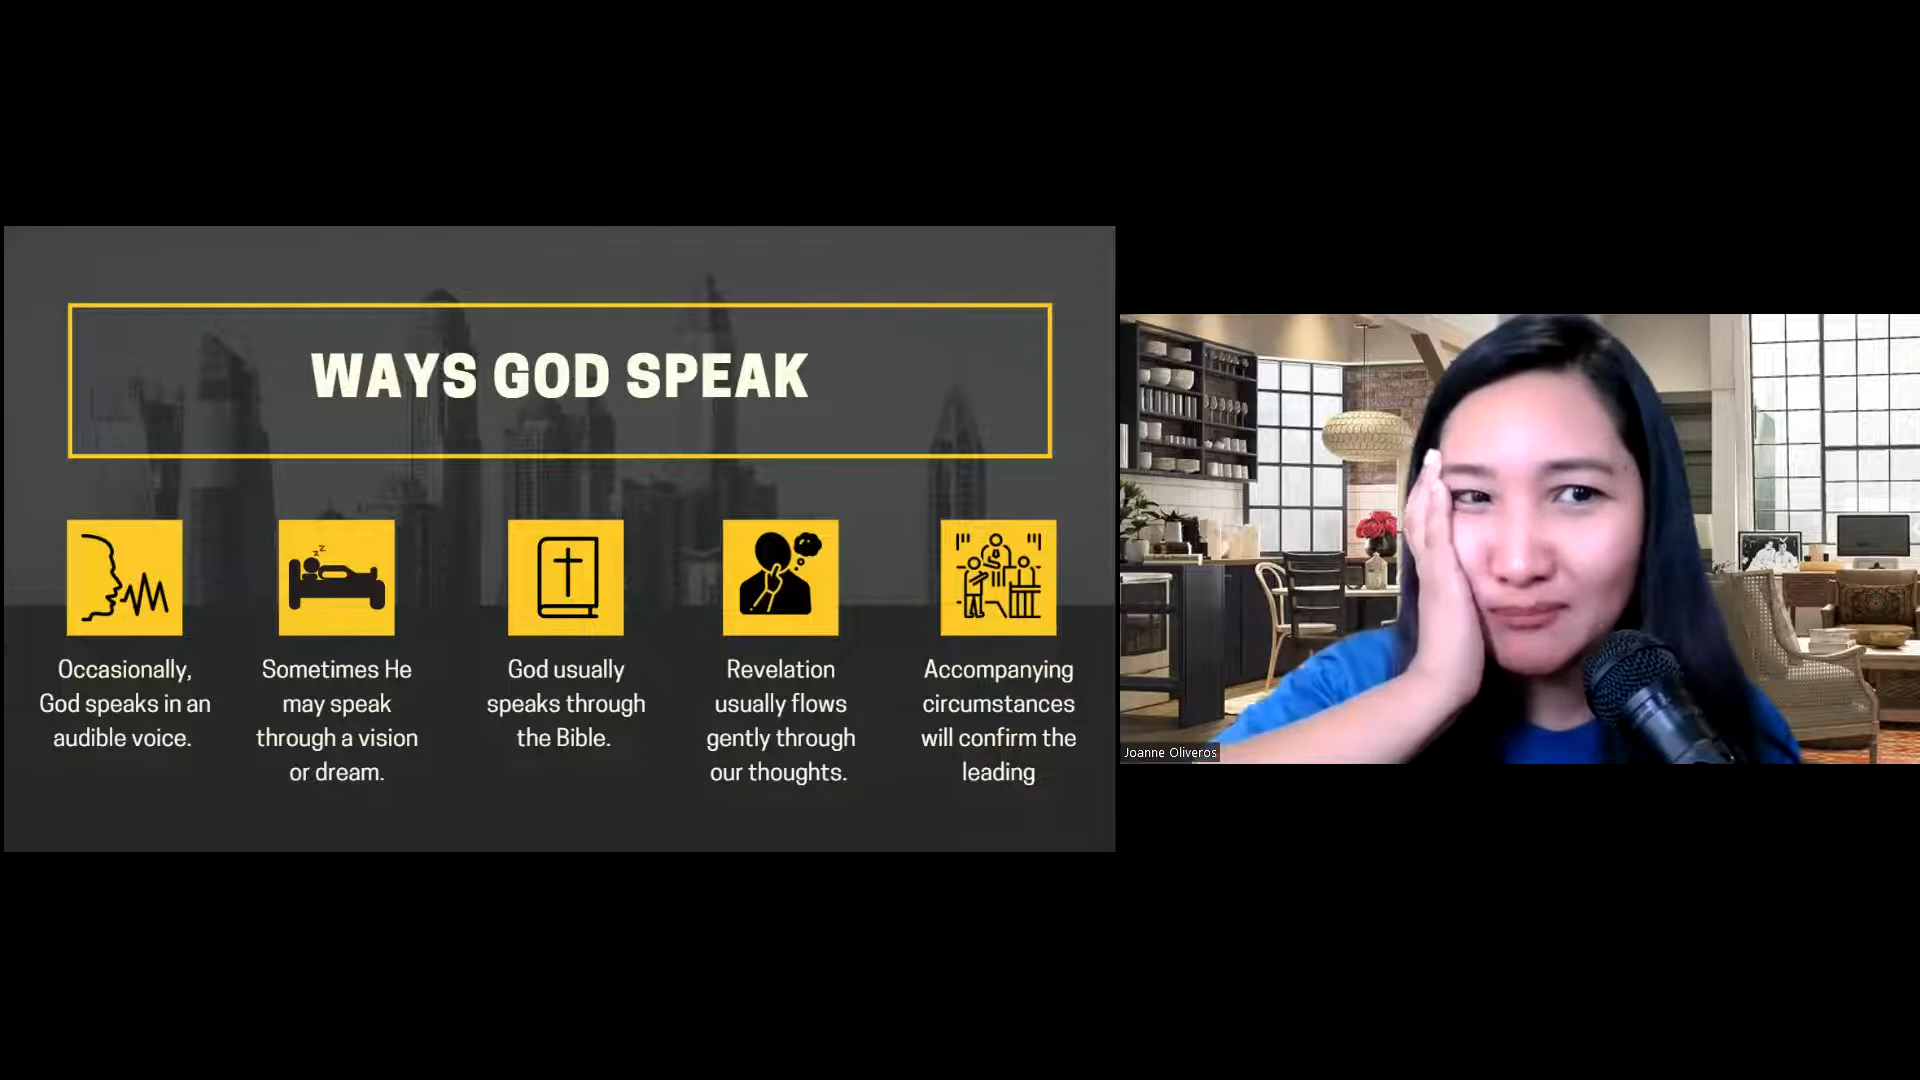 WAYS GOD SPEAK
Occasionally,
God speaks in an
audible voice.
Sometimes He
may speak
through a vision
or dream.
God usually
speaks through
the Bible.
Revelation
usually flows
gently through
our thoughts.
Accompanying
circumstances
will confirm the
leading
Joanne Oliveros